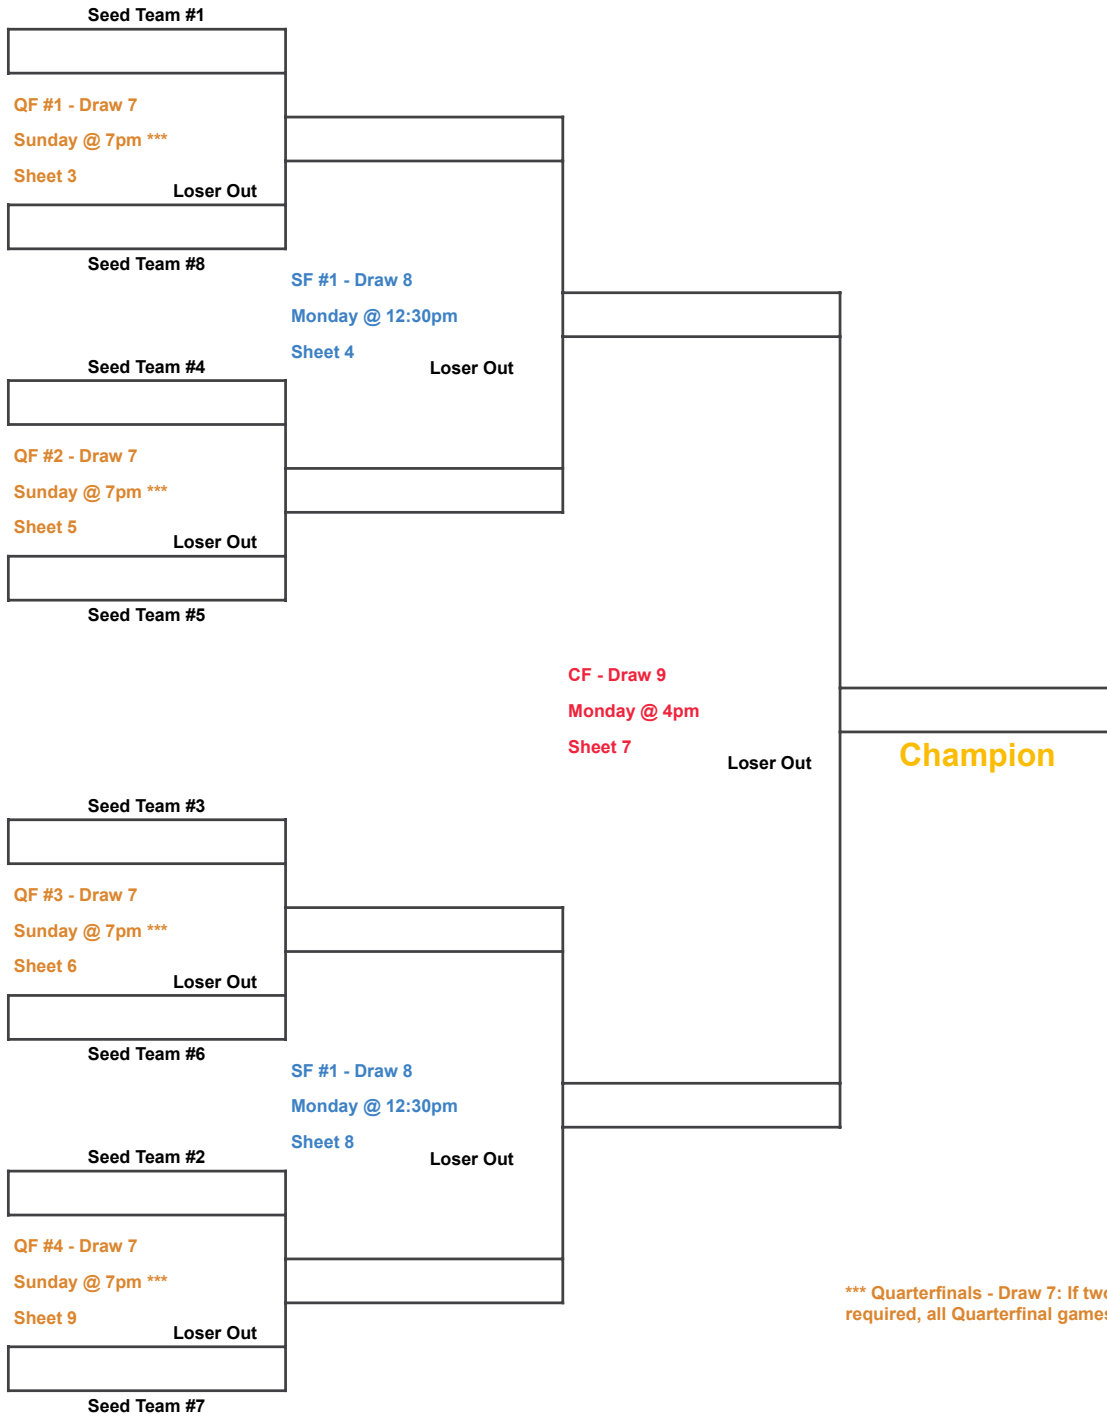 Seed Team #1
QF #1 - Draw 7
Sunday @ 7pm ***
Sheet 3
Loser Out
Seed Team #8
SF #1 - Draw 8
Monday @ 12:30pm
Sheet 4
Loser Out
Seed Team #4
QF #2 - Draw 7
Sunday @ 7pm ***
Sheet 5
Loser Out
Seed Team #5
CF - Draw 9
Monday @ 4pm
Sheet 7
Loser Out
Champion
Seed Team #3
QF #3 - Draw 7
Sunday @ 7pm ***
Sheet 6
Loser Out
Seed Team #6
SF #1 - Draw 8
Monday @ 12:30pm
Sheet 8
Loser Out
Seed Team #2
QF #4 - Draw 7
Sunday @ 7pm ***
Sheet 9
Loser Out
Seed Team #7
*** Quarterfinals - Draw 7: If two
required, all Quarterfinal games